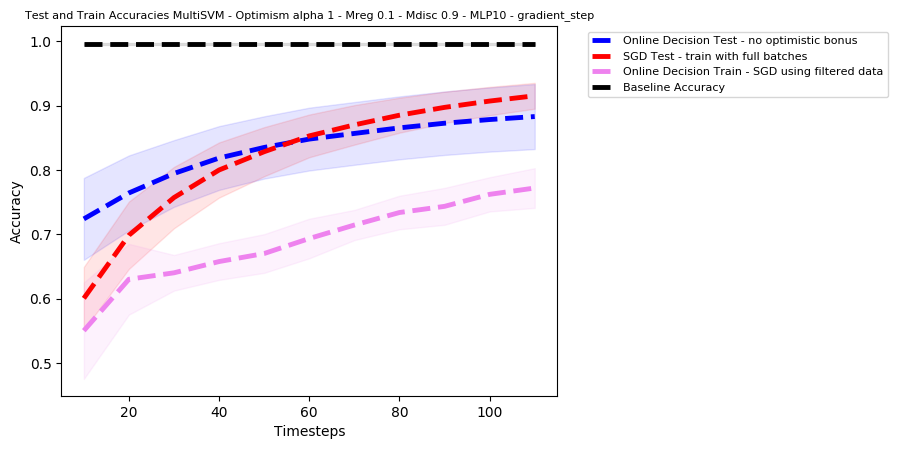 Test and Train Accuracies MultiSVM - Optimism alpha 1 - Mreg 0.1 - Mdisc 0.9 - MLP10 - gradient_step
Online Decision Test - no optimistic bonus
SGD Test - train with full batches
Online Decision Train - SGD using filtered data
Baseline Accuracy
Accuracy
1.0
0.9
0.8
0.7
0.6
0.5
20
40
60
80
100
Timesteps